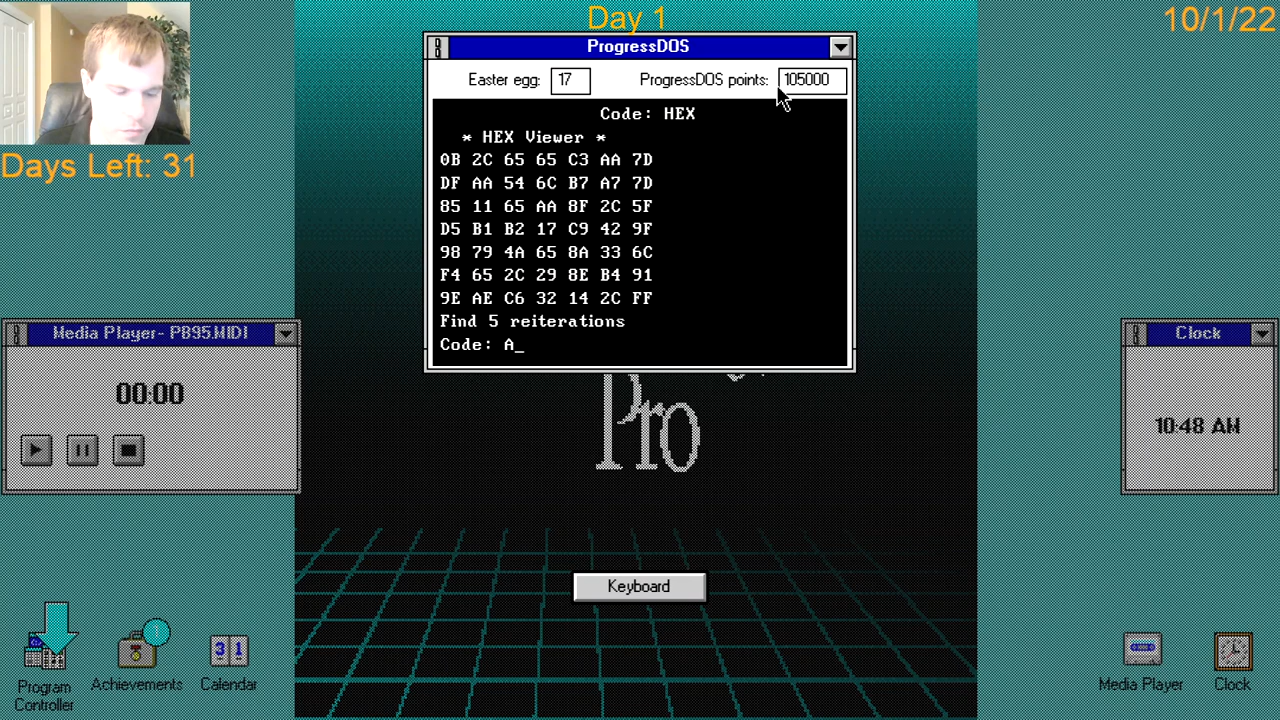 Day 1
10/1/22
Days Left: 31
ProgressDOS
Easter egg: 17
ProgressDOS points: 105000
Code: HEX
* HEX Viewer *
0B 2C 65 65 C3 AA 7D
DF AA 54 6C B7 A7 7D
85 11 65 AA 8F 2C 5F
D5 B1 B2 17 C9 42 9F
98 79 4A 65 8A 33 6C
F4 65 2C 29 8E B4 91
9E AE C6 32 14 2C FF
Find 5 reiterations
Code: A_
Media Player- PB95.MIDI
00:00
Clock
10:48 AM
Pro
Keyboard
Program
Controller
1
Achievements
31
Calendar
Media Player
Clock